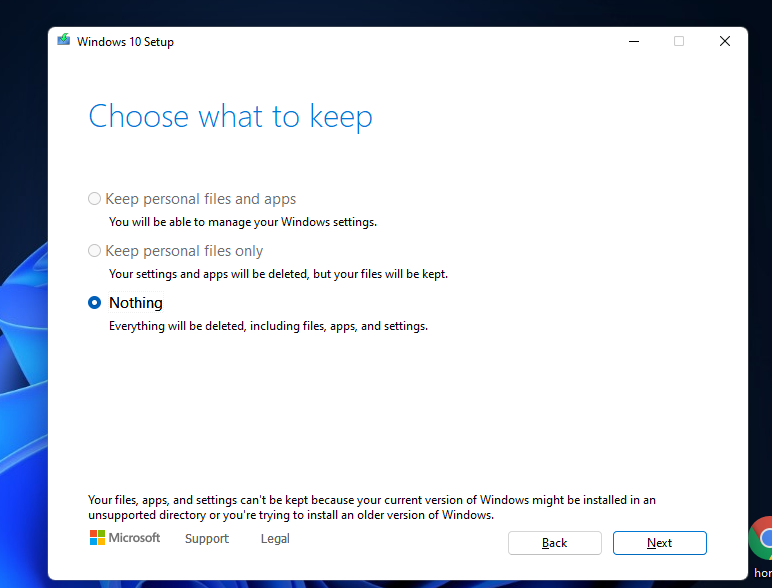 Windows 10 Setup
Choose what to keep
Keep personal files and apps
You will be able to manage your Windows settings.
Keep personal files only
Your settings and apps will be deleted, but your files will be kept.
Nothing
Everything will be deleted, including files, apps, and settings.
Your files, apps, and settings can't be kept because your current version of Windows might be installed in an
unsupported directory or you're trying to install an older version of Windows.
Microsoft Support Legal Back Next